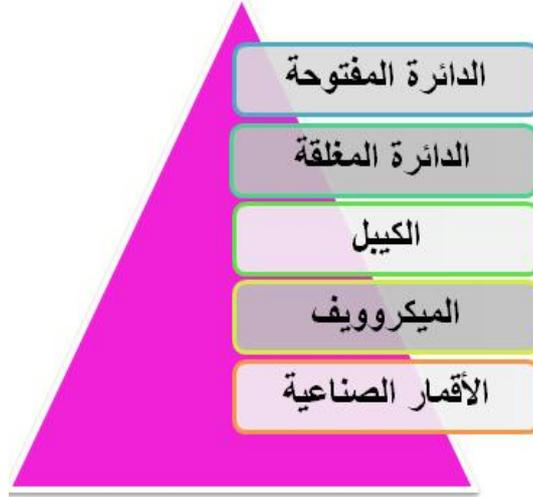 الدائرة المفتوحة
الدائرة المغلقة
الكيبل
الميكروويف
الأقمار الصناعية